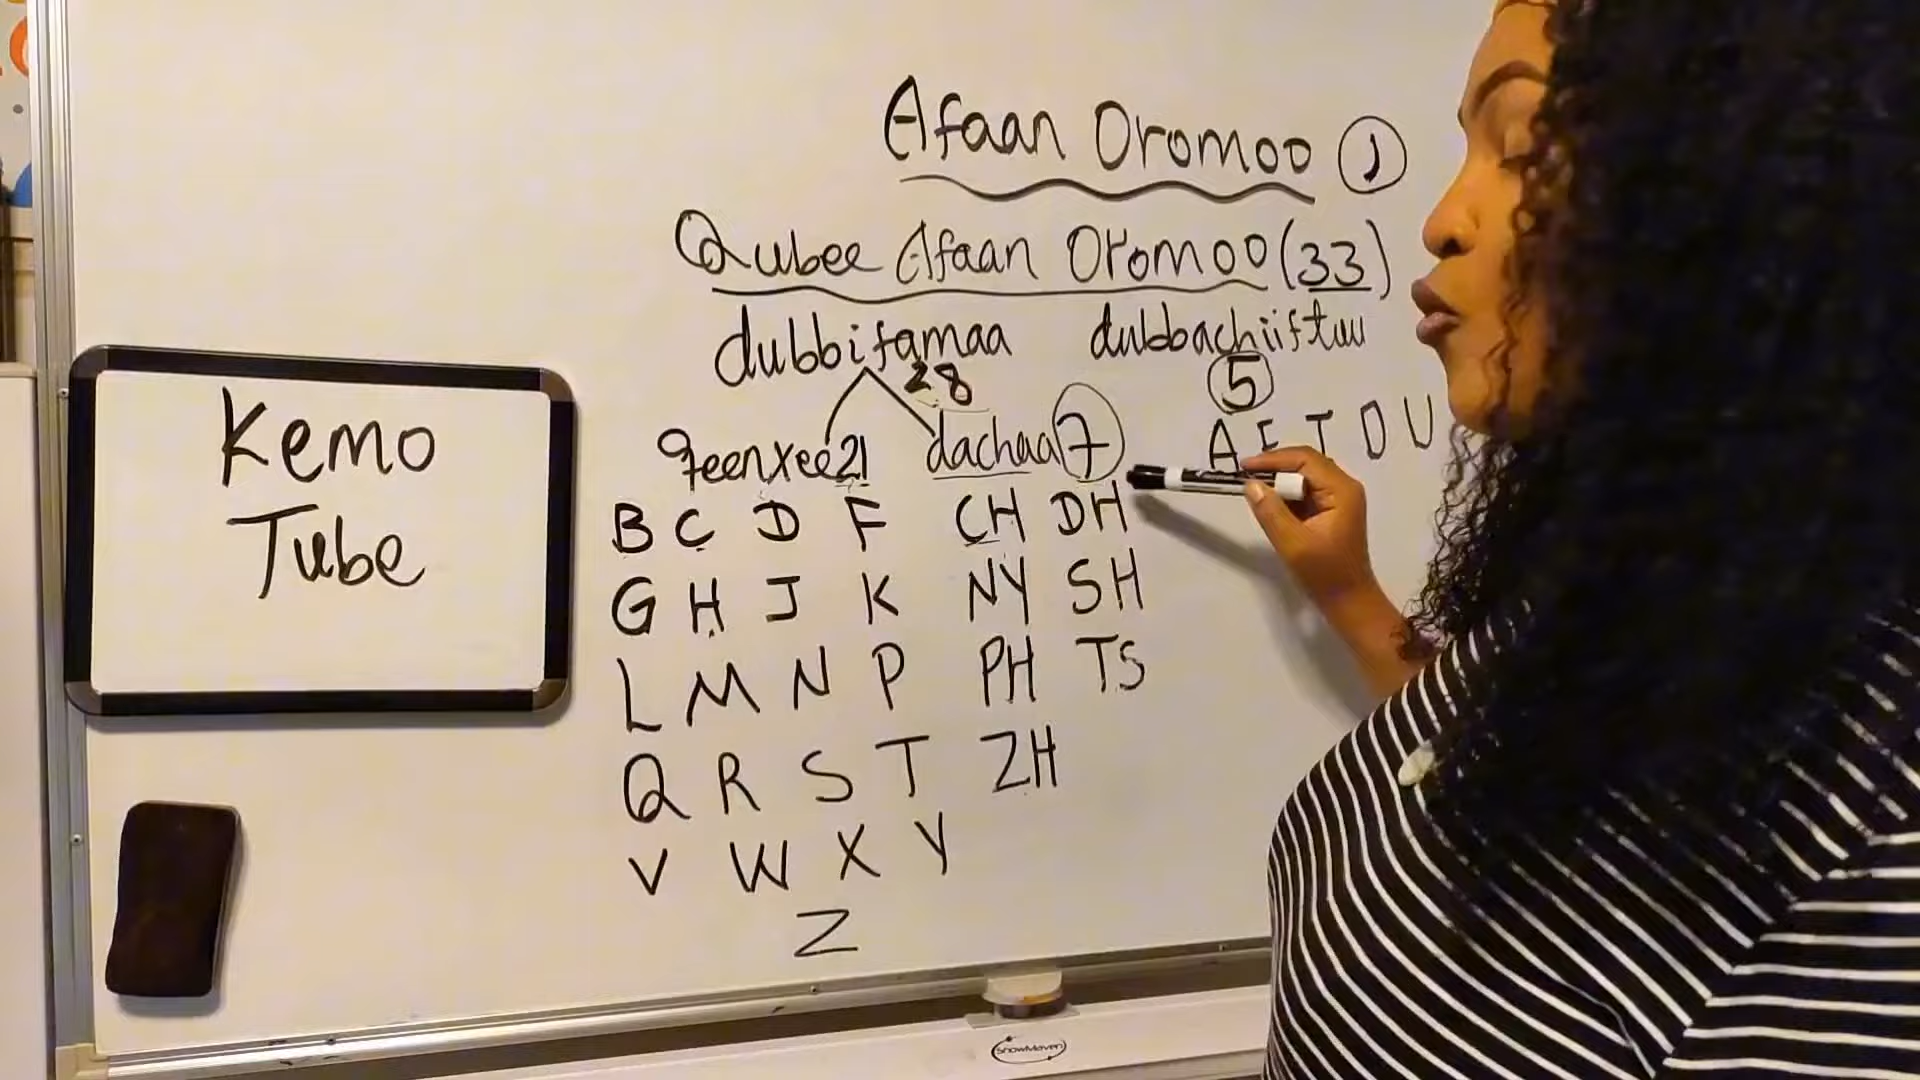 Afaan Oromoo 1
Qubee Afaan Oromoo (33)
dubbifamaa dubbachiiftuu
28 5
qeenxee 21 dachaa 7 A E I O U
B C D F CH DH
G H J K NY SH
L M N P PH TS
Q R S T ZH
V W X Y
Z
Kemo
Tube
ShowMaven